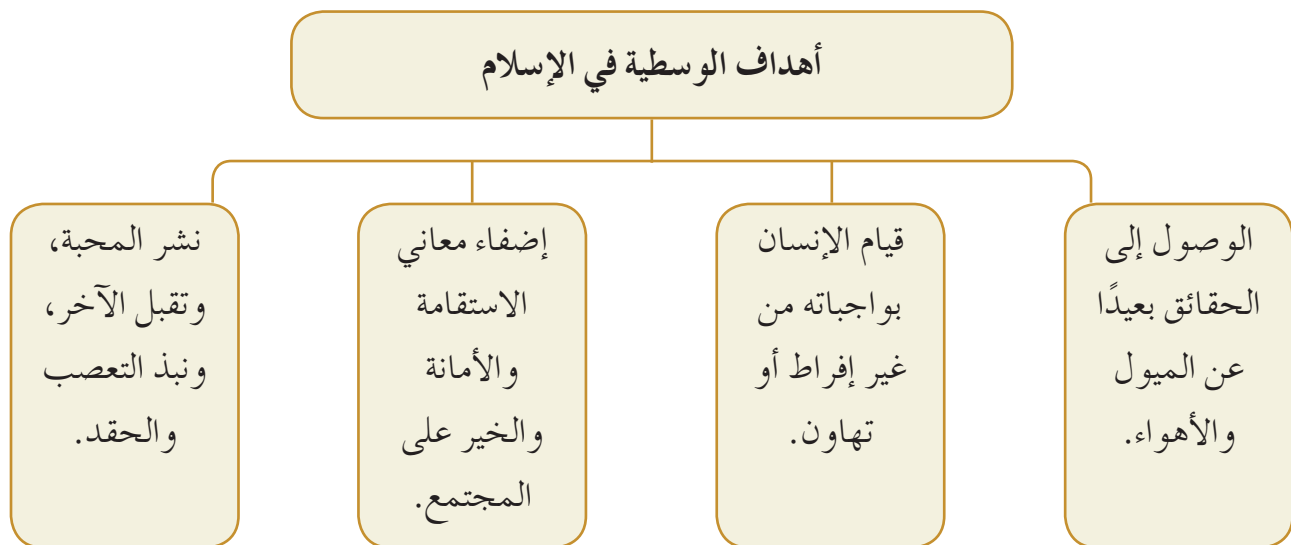 أهداف الوسطية في الإسلام
الوصول إلى
الحقائق بعيدًا
عن الميول
والأهواء.
قيام الإنسان
بواجباته من
غير إفراط أو
تهاون.
إضفاء معاني
الاستقامة
والأمانة
والخير على
المجتمع.
نشر المحبة،
وتقبل الآخر،
ونبذ التعصب
والحقد.